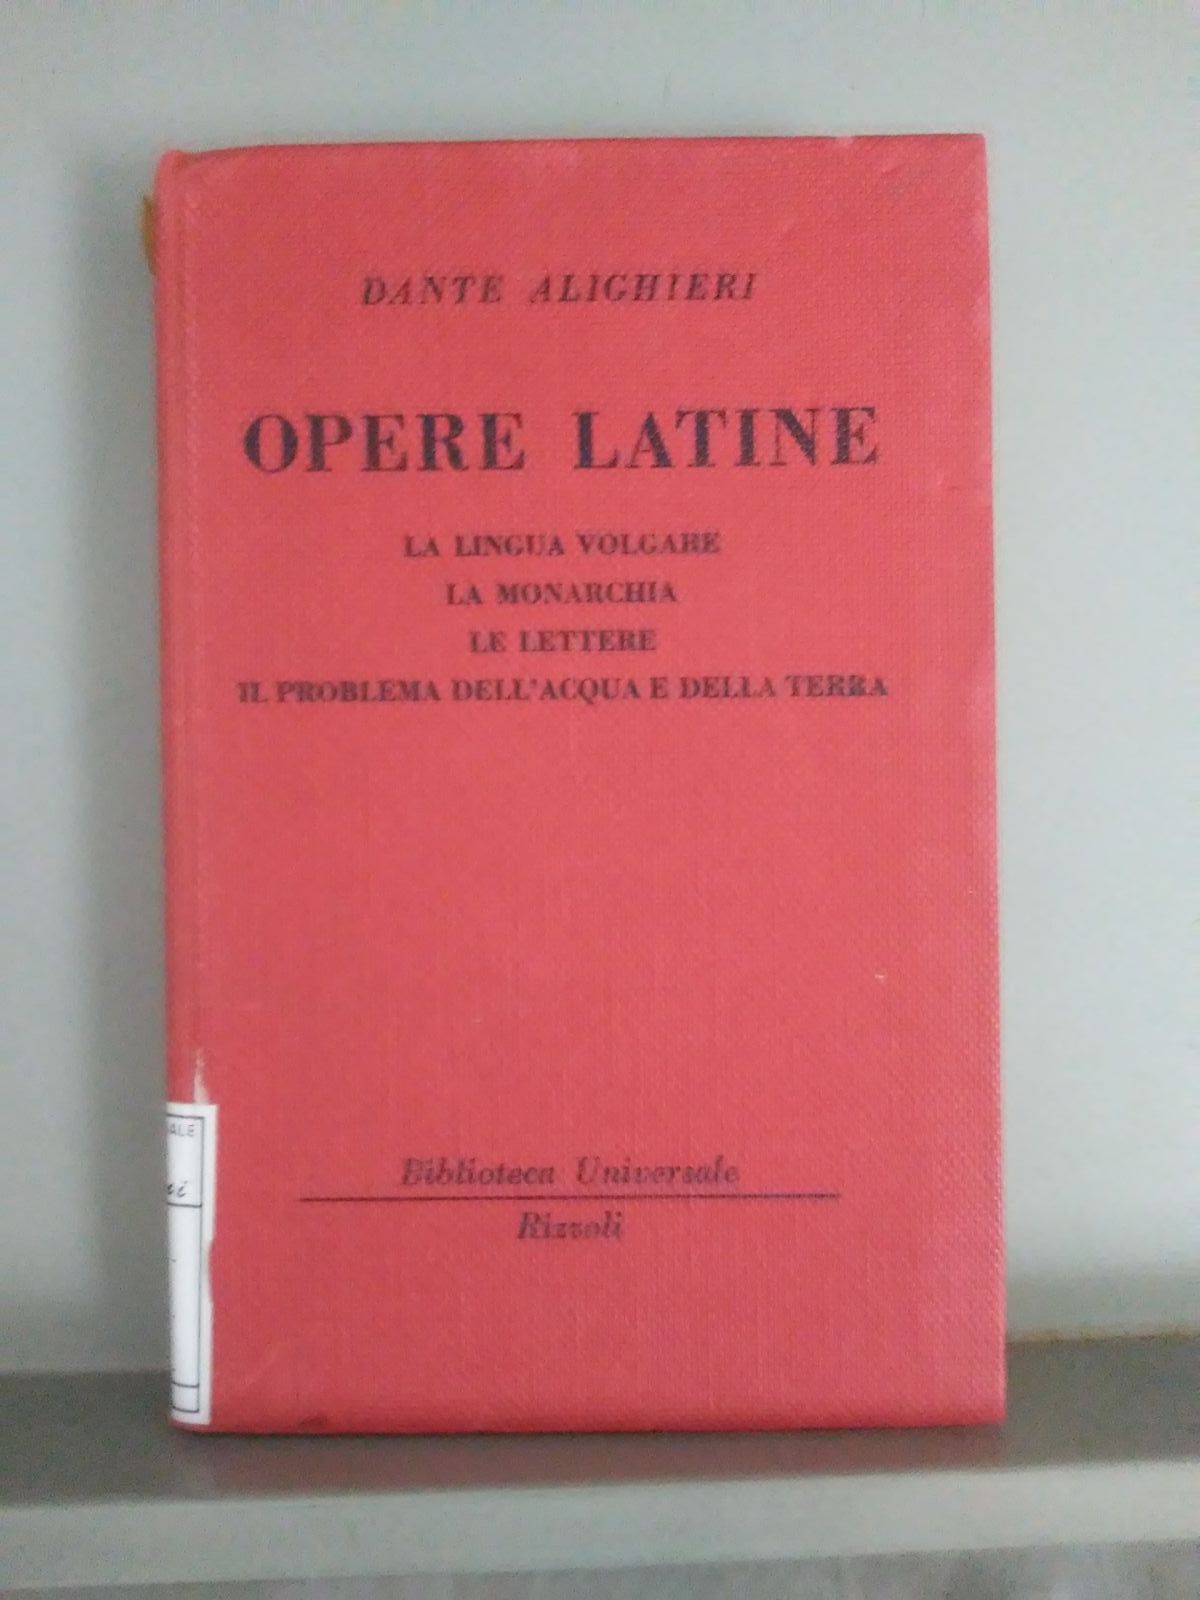 DANTE ALIGHIERI
OPERE LATINE
LA LINGUA VOLGARE
LA MONARCHIA
LE LETTERE
IL PROBLEMA DELL'ACQUA E DELLA TERRA
Biblioteca Universale
Rizzoli